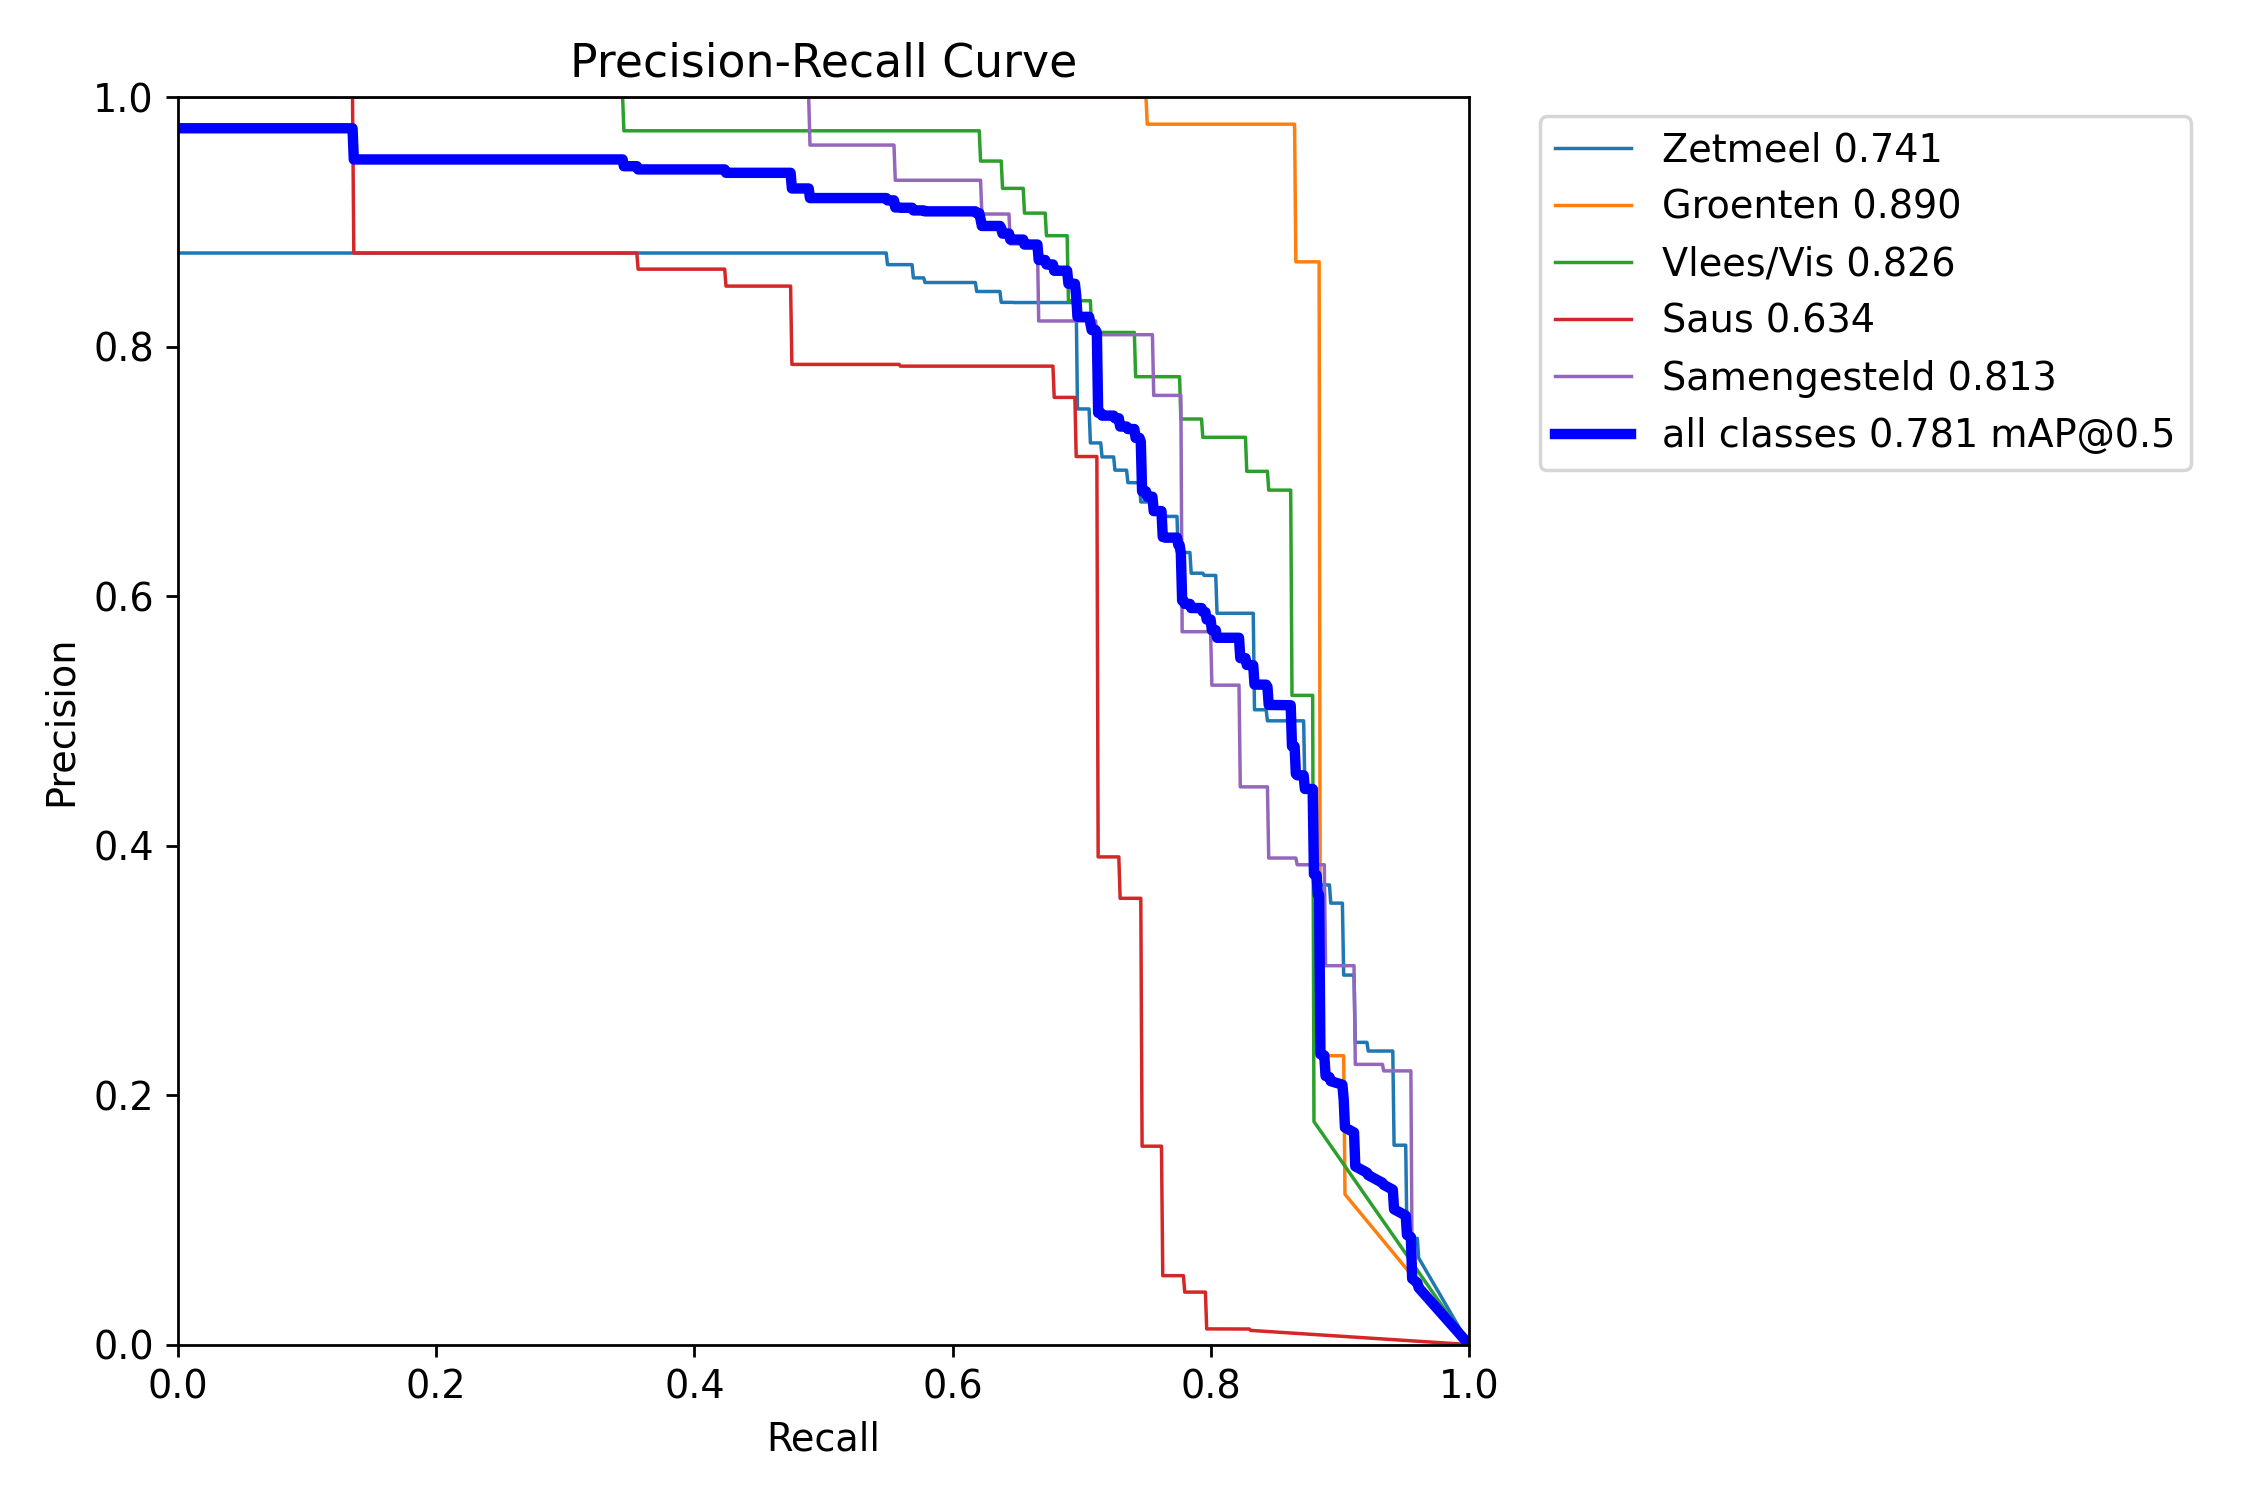 Precision-Recall Curve
1.0
0.8
0.6
0.4
0.2
0.0
Precision
0.0 0.2 0.4 0.6 0.8 1.0
Recall
Zetmeel 0.741
Groenten 0.890
Vlees/Vis 0.826
Saus 0.634
Samengesteld 0.813
all classes 0.781 mAP@0.5